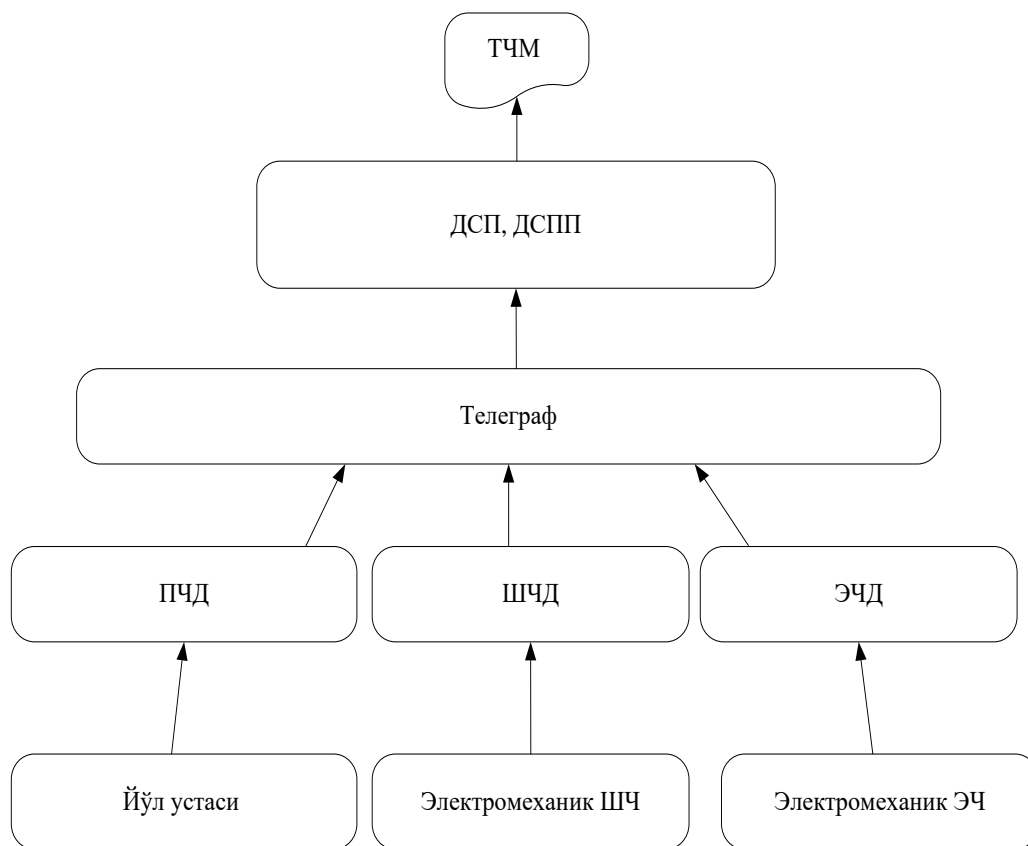 ТЧМ
ДСП, ДСПП
Телеграф
ПЧД
ШЧД
ЭЧД
Йўл устаси
Электромеханик ШЧ
Электромеханик ЭЧ